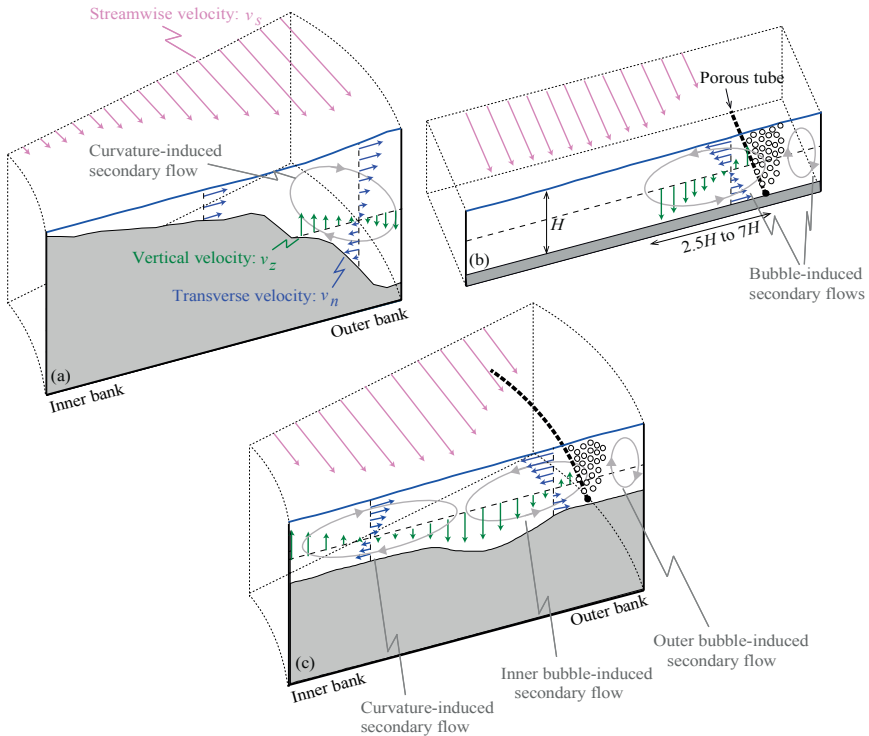 Streamwise velocity: v_s
Curvature-induced
secondary flow
Vertical velocity: v_z
Transverse velocity: v_n
Outer bank
(a)
Inner bank
Porous tube
H
2.5H to 7H
(b)
Bubble-induced
secondary flows
(c)
Inner bank
Outer bank
Curvature-induced
secondary flow
Inner bubble-induced
secondary flow
Outer bubble-induced
secondary flow